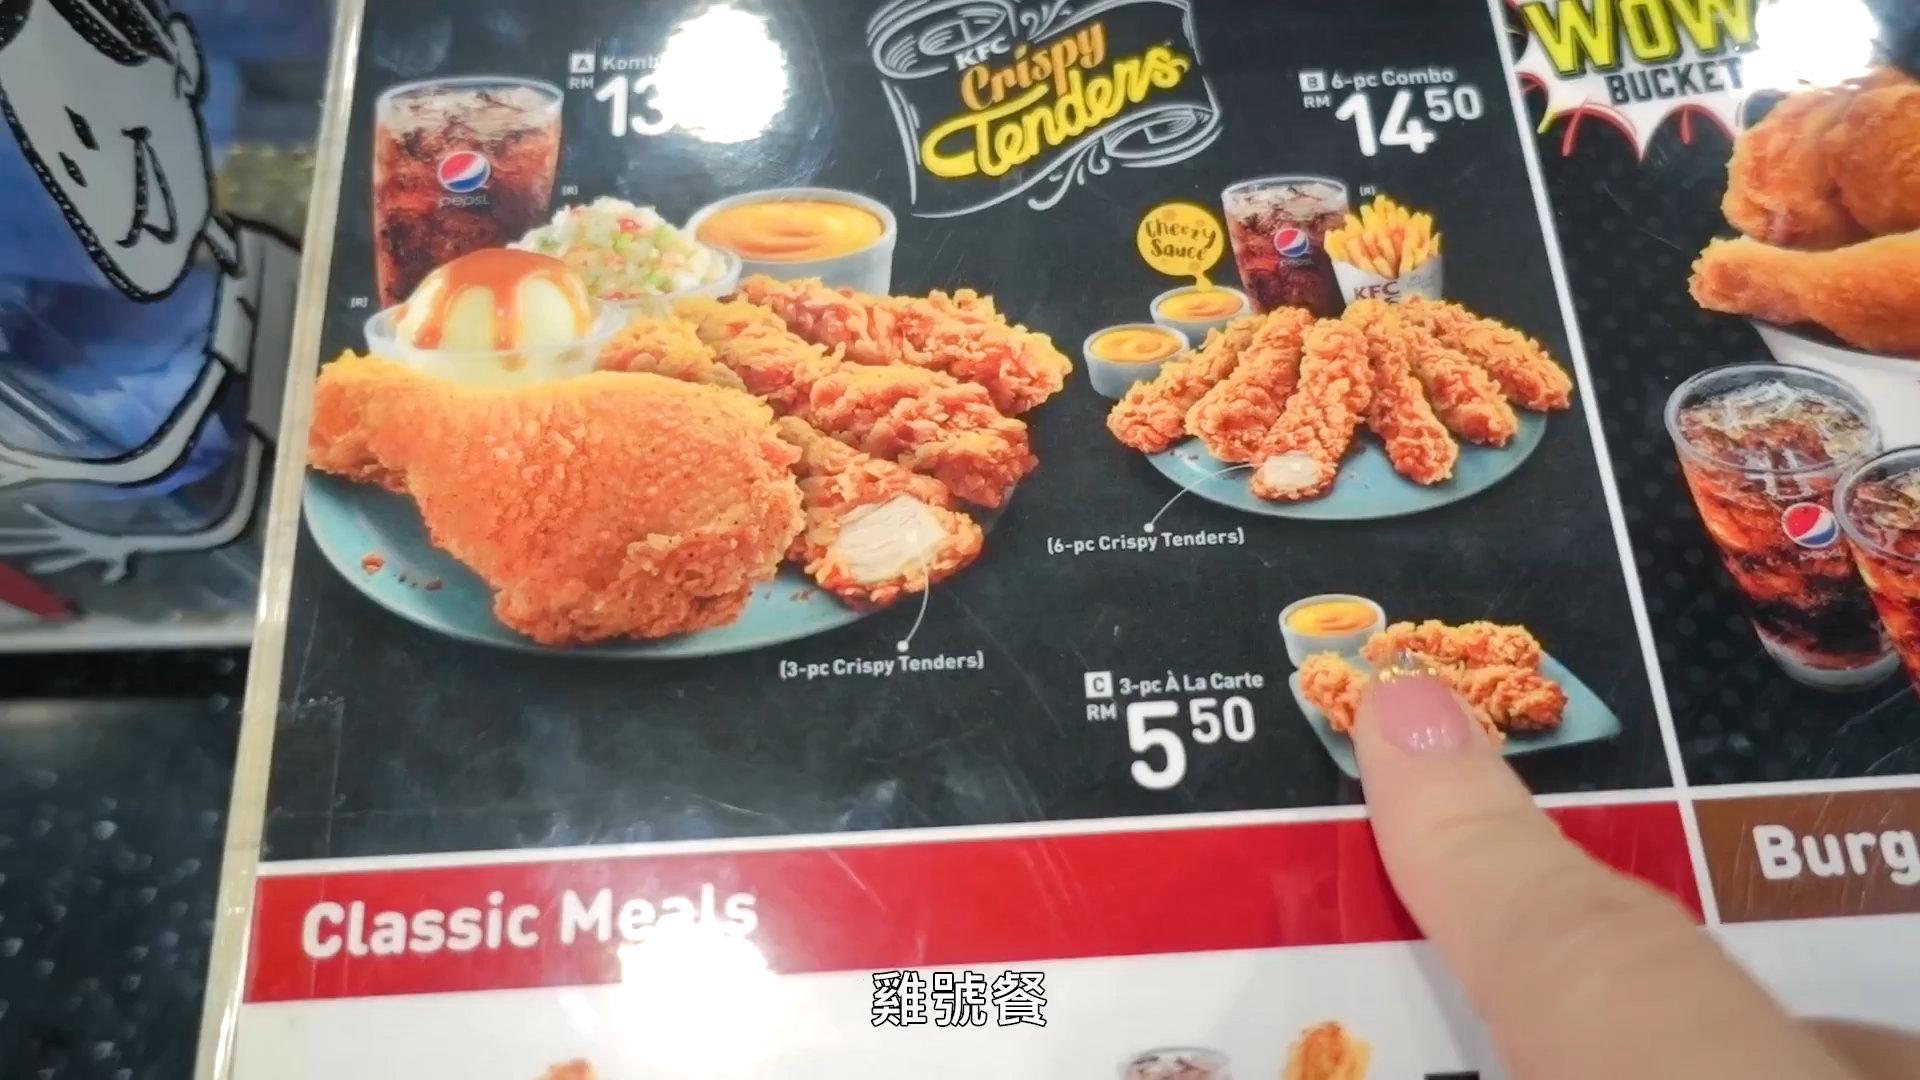 A
RM 13
pepsi
(R)
(R)
KFC
Crispy
Tenders
B 6-pc Combo
RM 14 50
(R)
Cheezy
Sauce
pepsi
KFC
(6-pc Crispy Tenders)
(3-pc Crispy Tenders)
C 3-pc À La Carte
RM 5 50
WOW
BUCKET
pepsi
Classic Meals
Burg
雞號餐